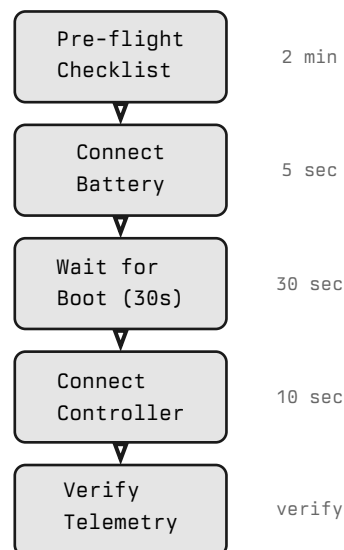 Pre-flight
Checklist
2 min
Connect
Battery
5 sec
Wait for
Boot (30s)
30 sec
Connect
Controller
10 sec
Verify
Telemetry
verify